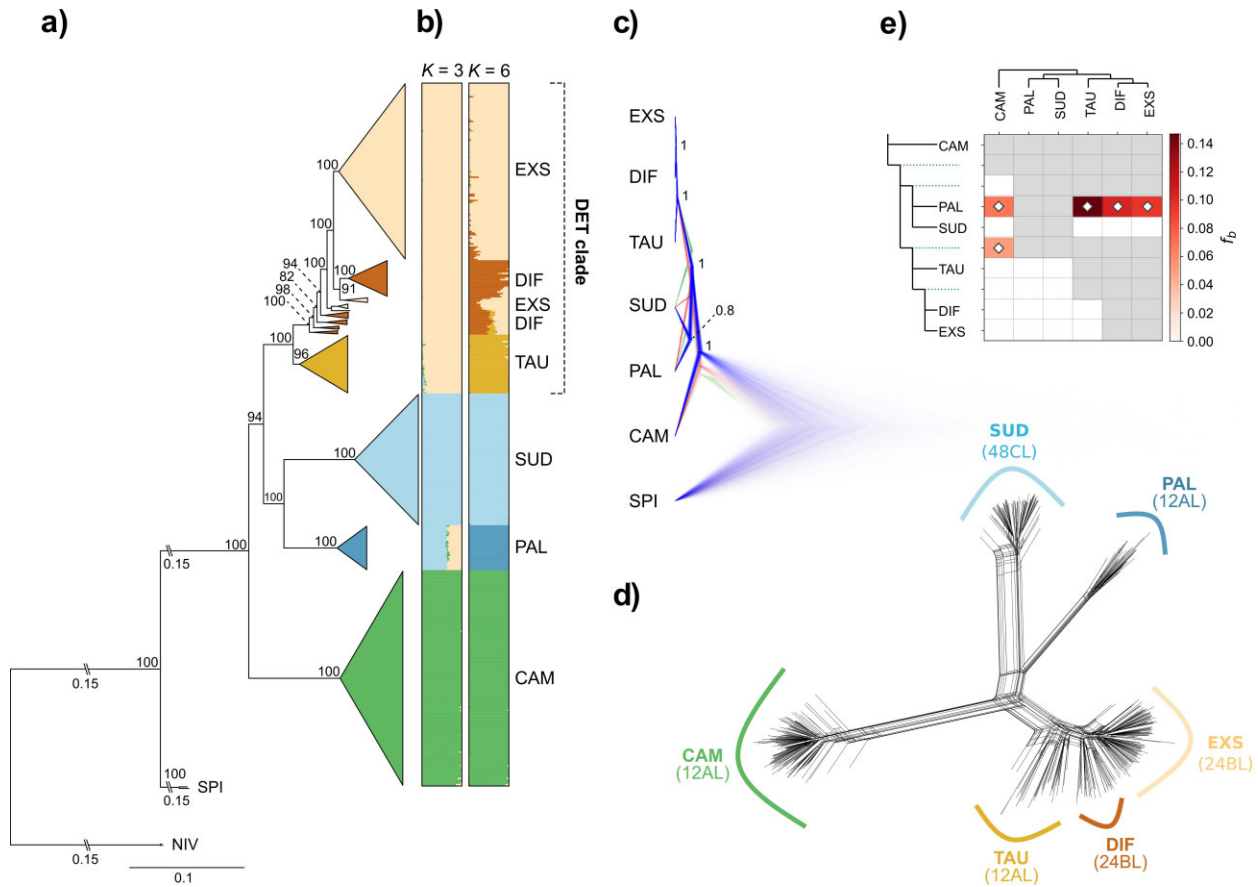 a)
b)
c)
e)
K = 3
K = 6
100
EXS
100
100
94
100
82
98
100
91
100
DIF
EXS
DIF
100
96
TAU
DET clade
94
SUD
100
100
100
PAL
100
0.15
100
CAM
100
0.15
100
0.15
SPI
0.15
NIV
0.1
EXS
1
DIF
1
TAU
1
SUD
0.8
1
PAL
CAM
SPI
CAM
PAL
SUD
TAU
DIF
EXS
CAM
PAL
SUD
TAU
DIF
EXS
0.14
0.12
0.10
0.08
0.06
0.04
0.02
0.00
f_b
d)
SUD
(48CL)
PAL
(12AL)
CAM
(12AL)
EXS
(24BL)
TAU
(12AL)
DIF
(24BL)